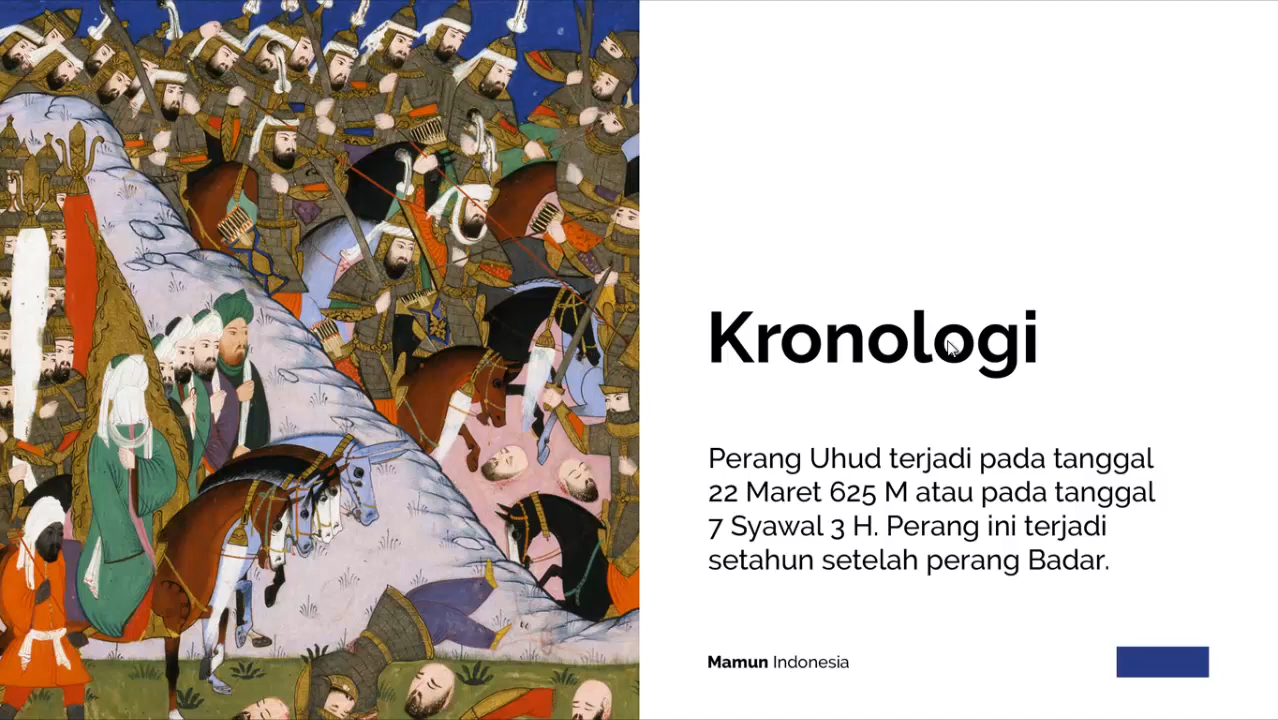 Kronologi
Perang Uhud terjadi pada tanggal
22 Maret 625 M atau pada tanggal
7 Syawal 3 H. Perang ini terjadi
setahun setelah perang Badar.
Mamun Indonesia